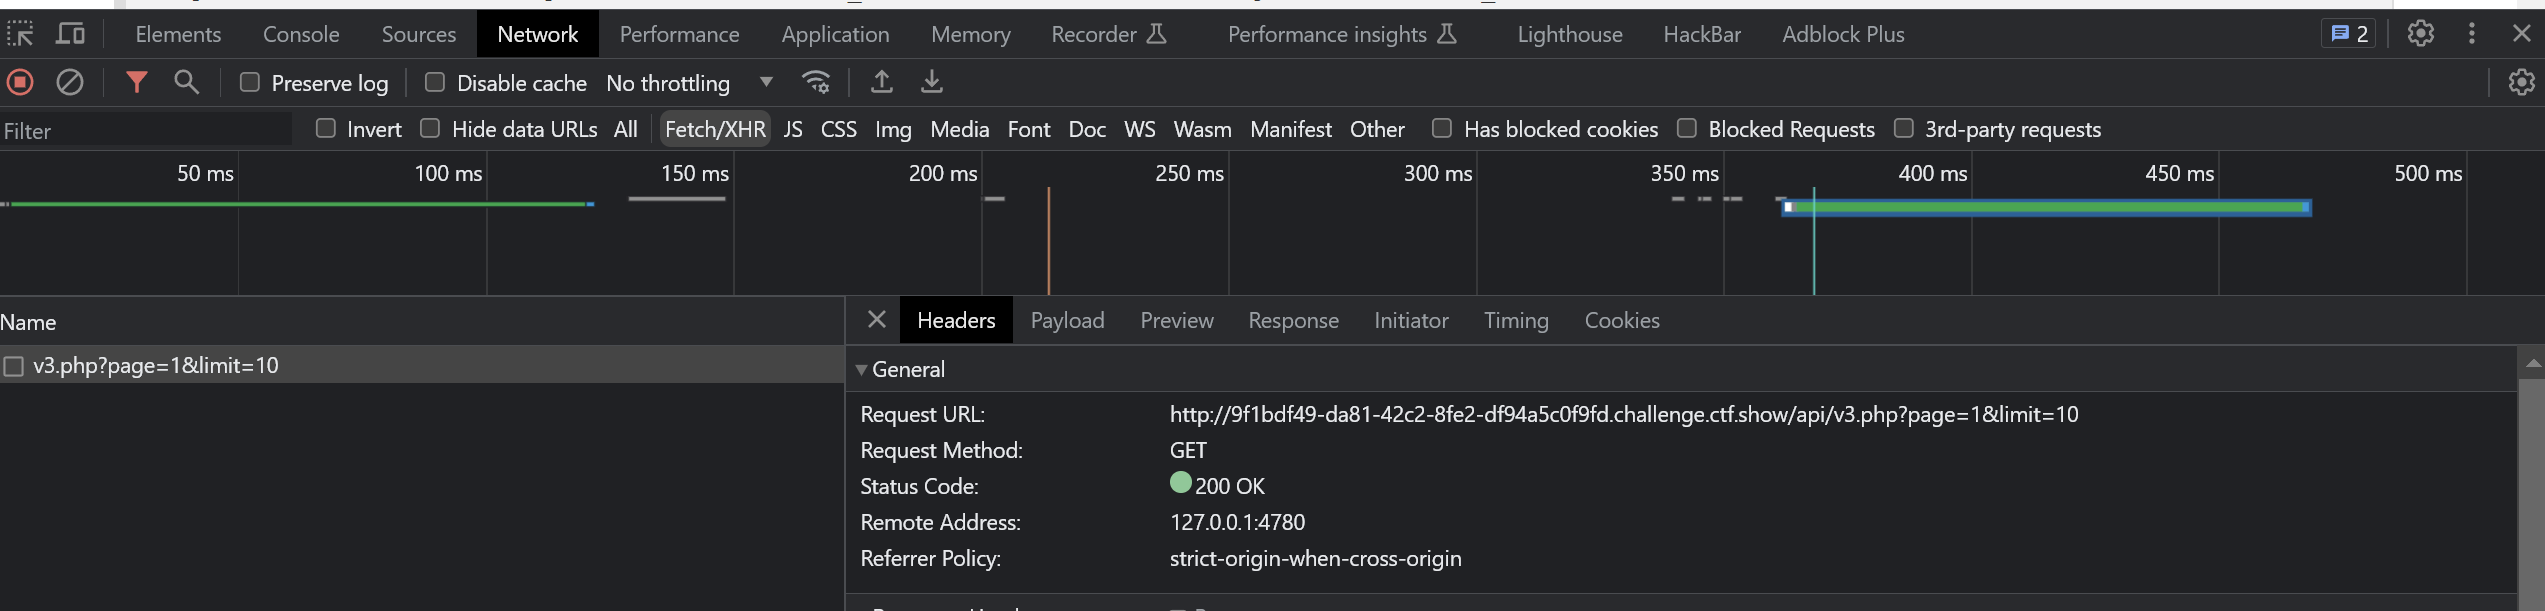 Elements Console Sources Network Performance Application Memory Recorder Performance insights Lighthouse HackBar Adblock Plus 2
Preserve log Disable cache No throttling
Filter Invert Hide data URLs All Fetch/XHR JS CSS Img Media Font Doc WS Wasm Manifest Other Has blocked cookies Blocked Requests 3rd-party requests
50 ms 100 ms 150 ms 200 ms 250 ms 300 ms 350 ms 400 ms 450 ms 500 ms
Name
v3.php?page=1&limit=10
Headers Payload Preview Response Initiator Timing Cookies
General
Request URL: http://9f1bdf49-da81-42c2-8fe2-df94a5c0f9fd.challenge.ctf.show/api/v3.php?page=1&limit=10
Request Method: GET
Status Code: 200 OK
Remote Address: 127.0.0.1:4780
Referrer Policy: strict-origin-when-cross-origin